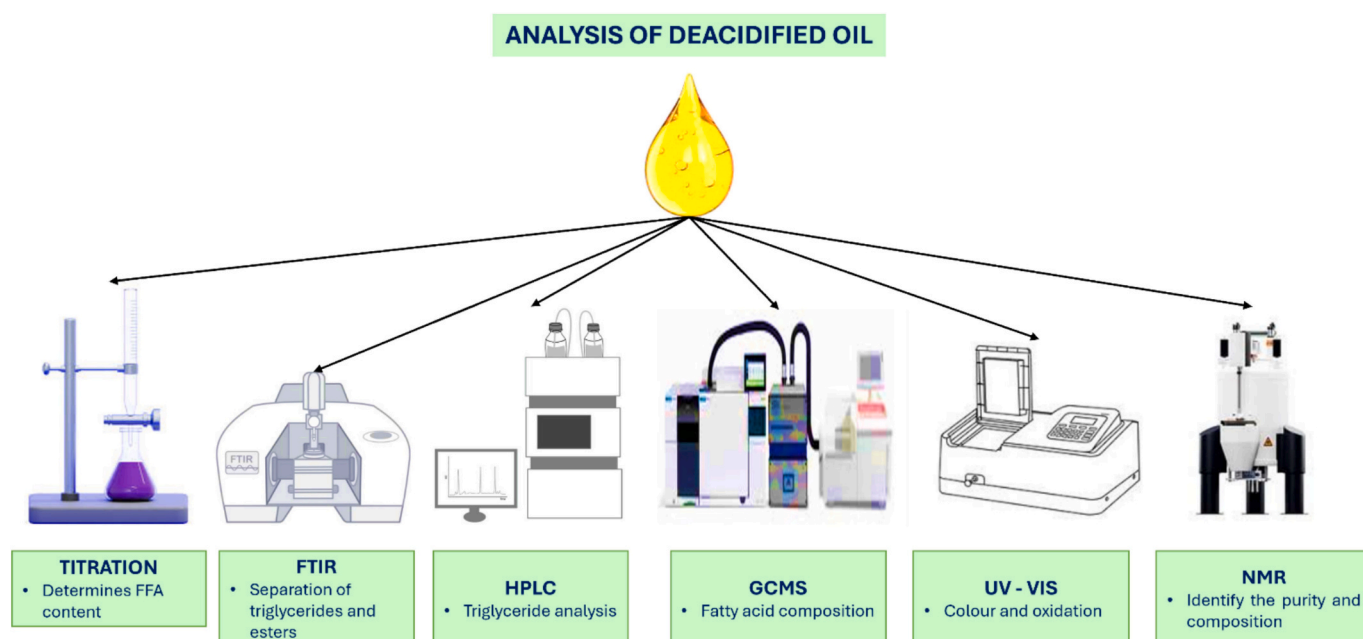 ANALYSIS OF DEACIDIFIED OIL
FTIR
TITRATION
• Determines FFA
content
FTIR
• Separation of
triglycerides and
esters
HPLC
• Triglyceride analysis
GCMS
• Fatty acid composition
UV - VIS
• Colour and oxidation
NMR
• Identify the purity and
composition